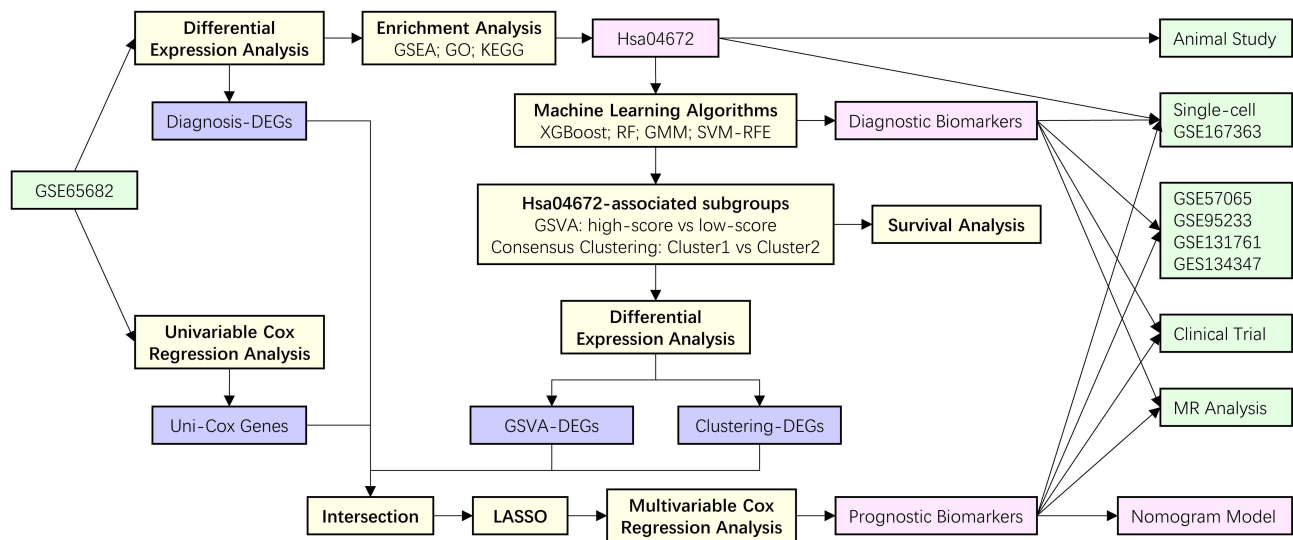 Differential
Expression Analysis
Enrichment Analysis
GSEA; GO; KEGG
Hsa04672
Animal Study
Diagnosis-DEGs
Machine Learning Algorithms
XGBoost; RF; GMM; SVM-RFE
Diagnostic Biomarkers
Single-cell
GSE167363
GSE65682
Hsa04672-associated subgroups
GSVA: high-score vs low-score
Consensus Clustering: Cluster1 vs Cluster2
Survival Analysis
GSE57065
GSE95233
GSE131761
GES134347
Univariable Cox
Regression Analysis
Differential
Expression Analysis
Clinical Trial
Uni-Cox Genes
GSVA-DEGs
Clustering-DEGs
MR Analysis
Intersection
LASSO
Multivariable Cox
Regression Analysis
Prognostic Biomarkers
Nomogram Model